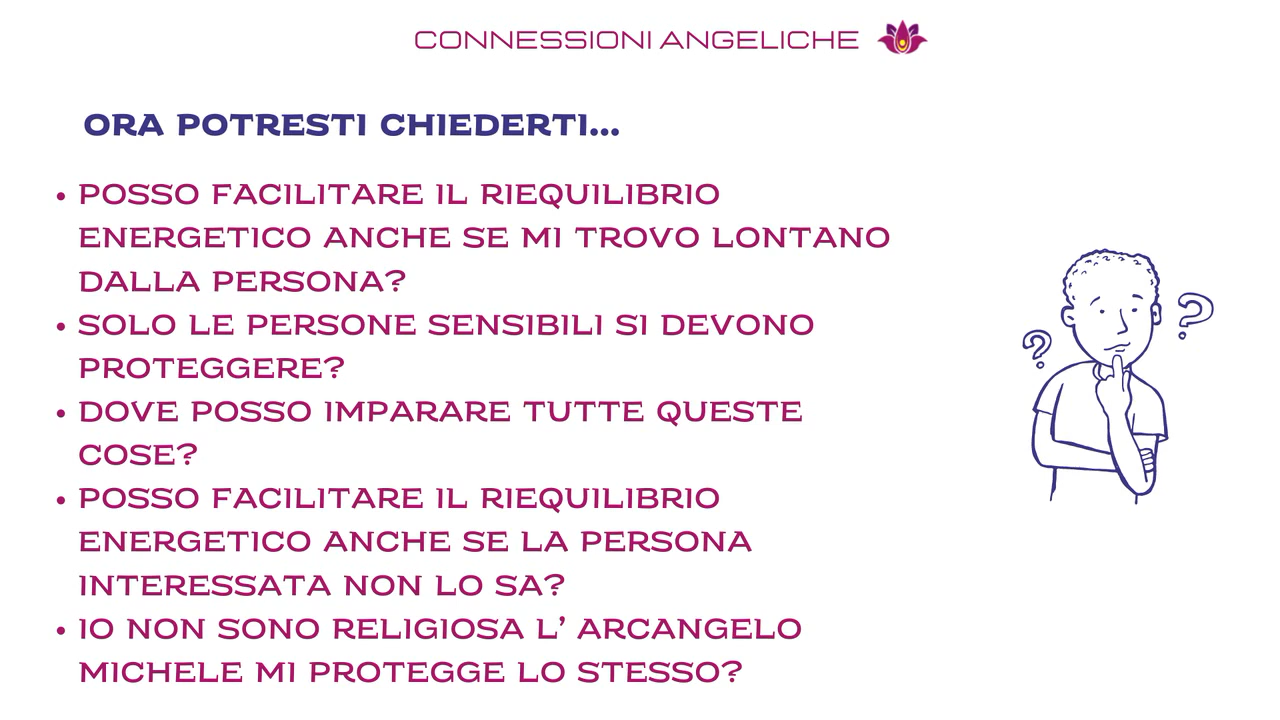 CONNESSIONI ANGELICHE
ORA POTRESTI CHIEDERTI...
• POSSO FACILITARE IL RIEQUILIBRIO
ENERGETICO ANCHE SE MI TROVO LONTANO
DALLA PERSONA?
• SOLO LE PERSONE SENSIBILI SI DEVONO
PROTEGGERE?
• DOVE POSSO IMPARARE TUTTE QUESTE
COSE?
• POSSO FACILITARE IL RIEQUILIBRIO
ENERGETICO ANCHE SE LA PERSONA
INTERESSATA NON LO SA?
• IO NON SONO RELIGIOSA L' ARCANGELO
MICHELE MI PROTEGGE LO STESSO?
? ?